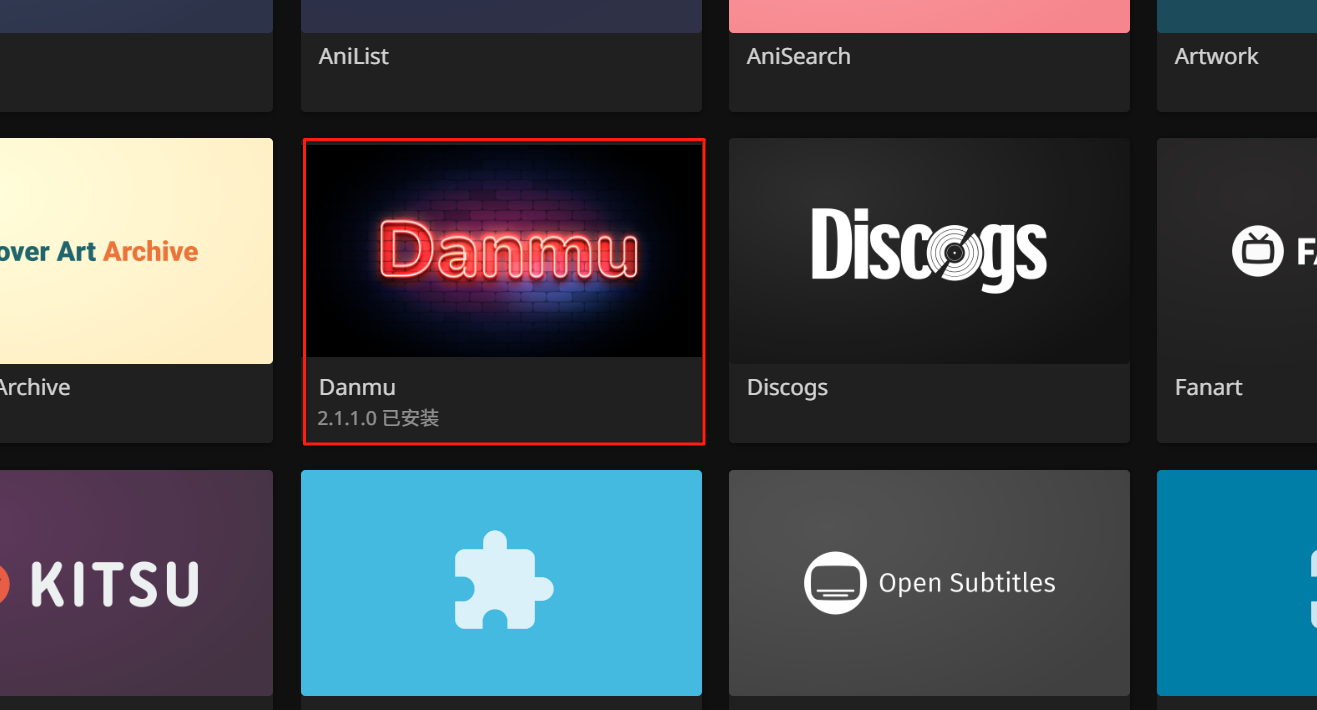 AniList
AniSearch
Artwork
over Art Archive
Danmu
Discogs
Archive
Danmu
2.1.1.0 已安装
Discogs
Fanart
KITSU
Open Subtitles